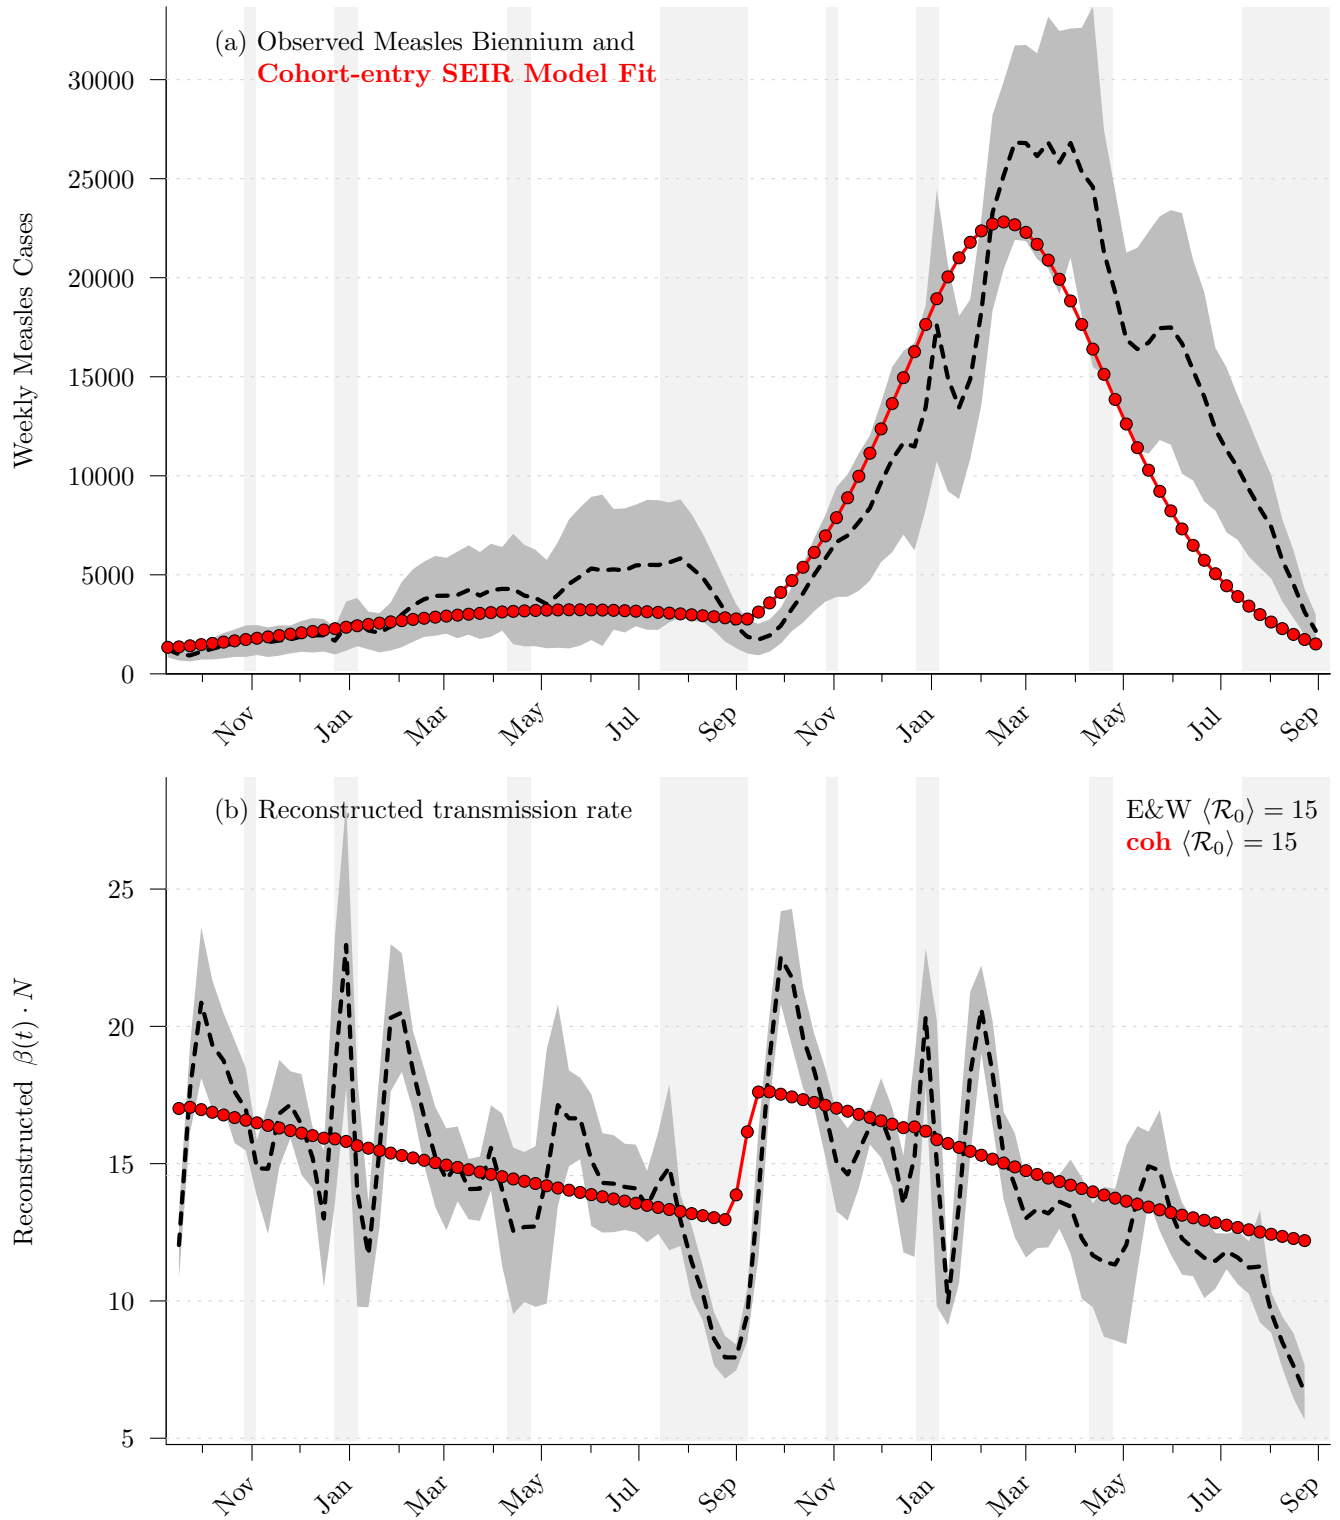 (a) Observed Measles Biennium and
Cohort-entry SEIR Model Fit
Weekly Measles Cases
30000
25000
20000
15000
10000
5000
0
Nov Jan Mar May Jul Sep Nov Jan Mar May Jul Sep
(b) Reconstructed transmission rate
E&W ⟨𝓡₀⟩ = 15
coh ⟨𝓡₀⟩ = 15
Reconstructed β(t) · N
25
20
15
10
5
Nov Jan Mar May Jul Sep Nov Jan Mar May Jul Sep